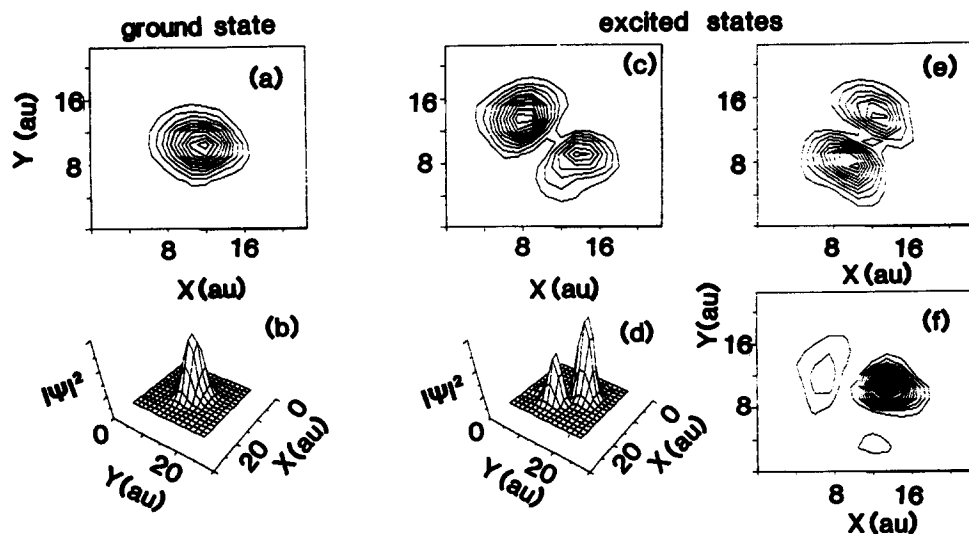 ground state
excited states
(a)
(c)
(e)
Y (au)
16
8
16
8
16
8
8 16
8 16
8 16
X (au)
X (au)
X (au)
(b)
(d)
(f)
|Ψ|²
0
20
Y (au)
20
0
X (au)
|Ψ|²
0
20
Y (au)
20
0
X (au)
Y (au)
16
8
8 16
X (au)